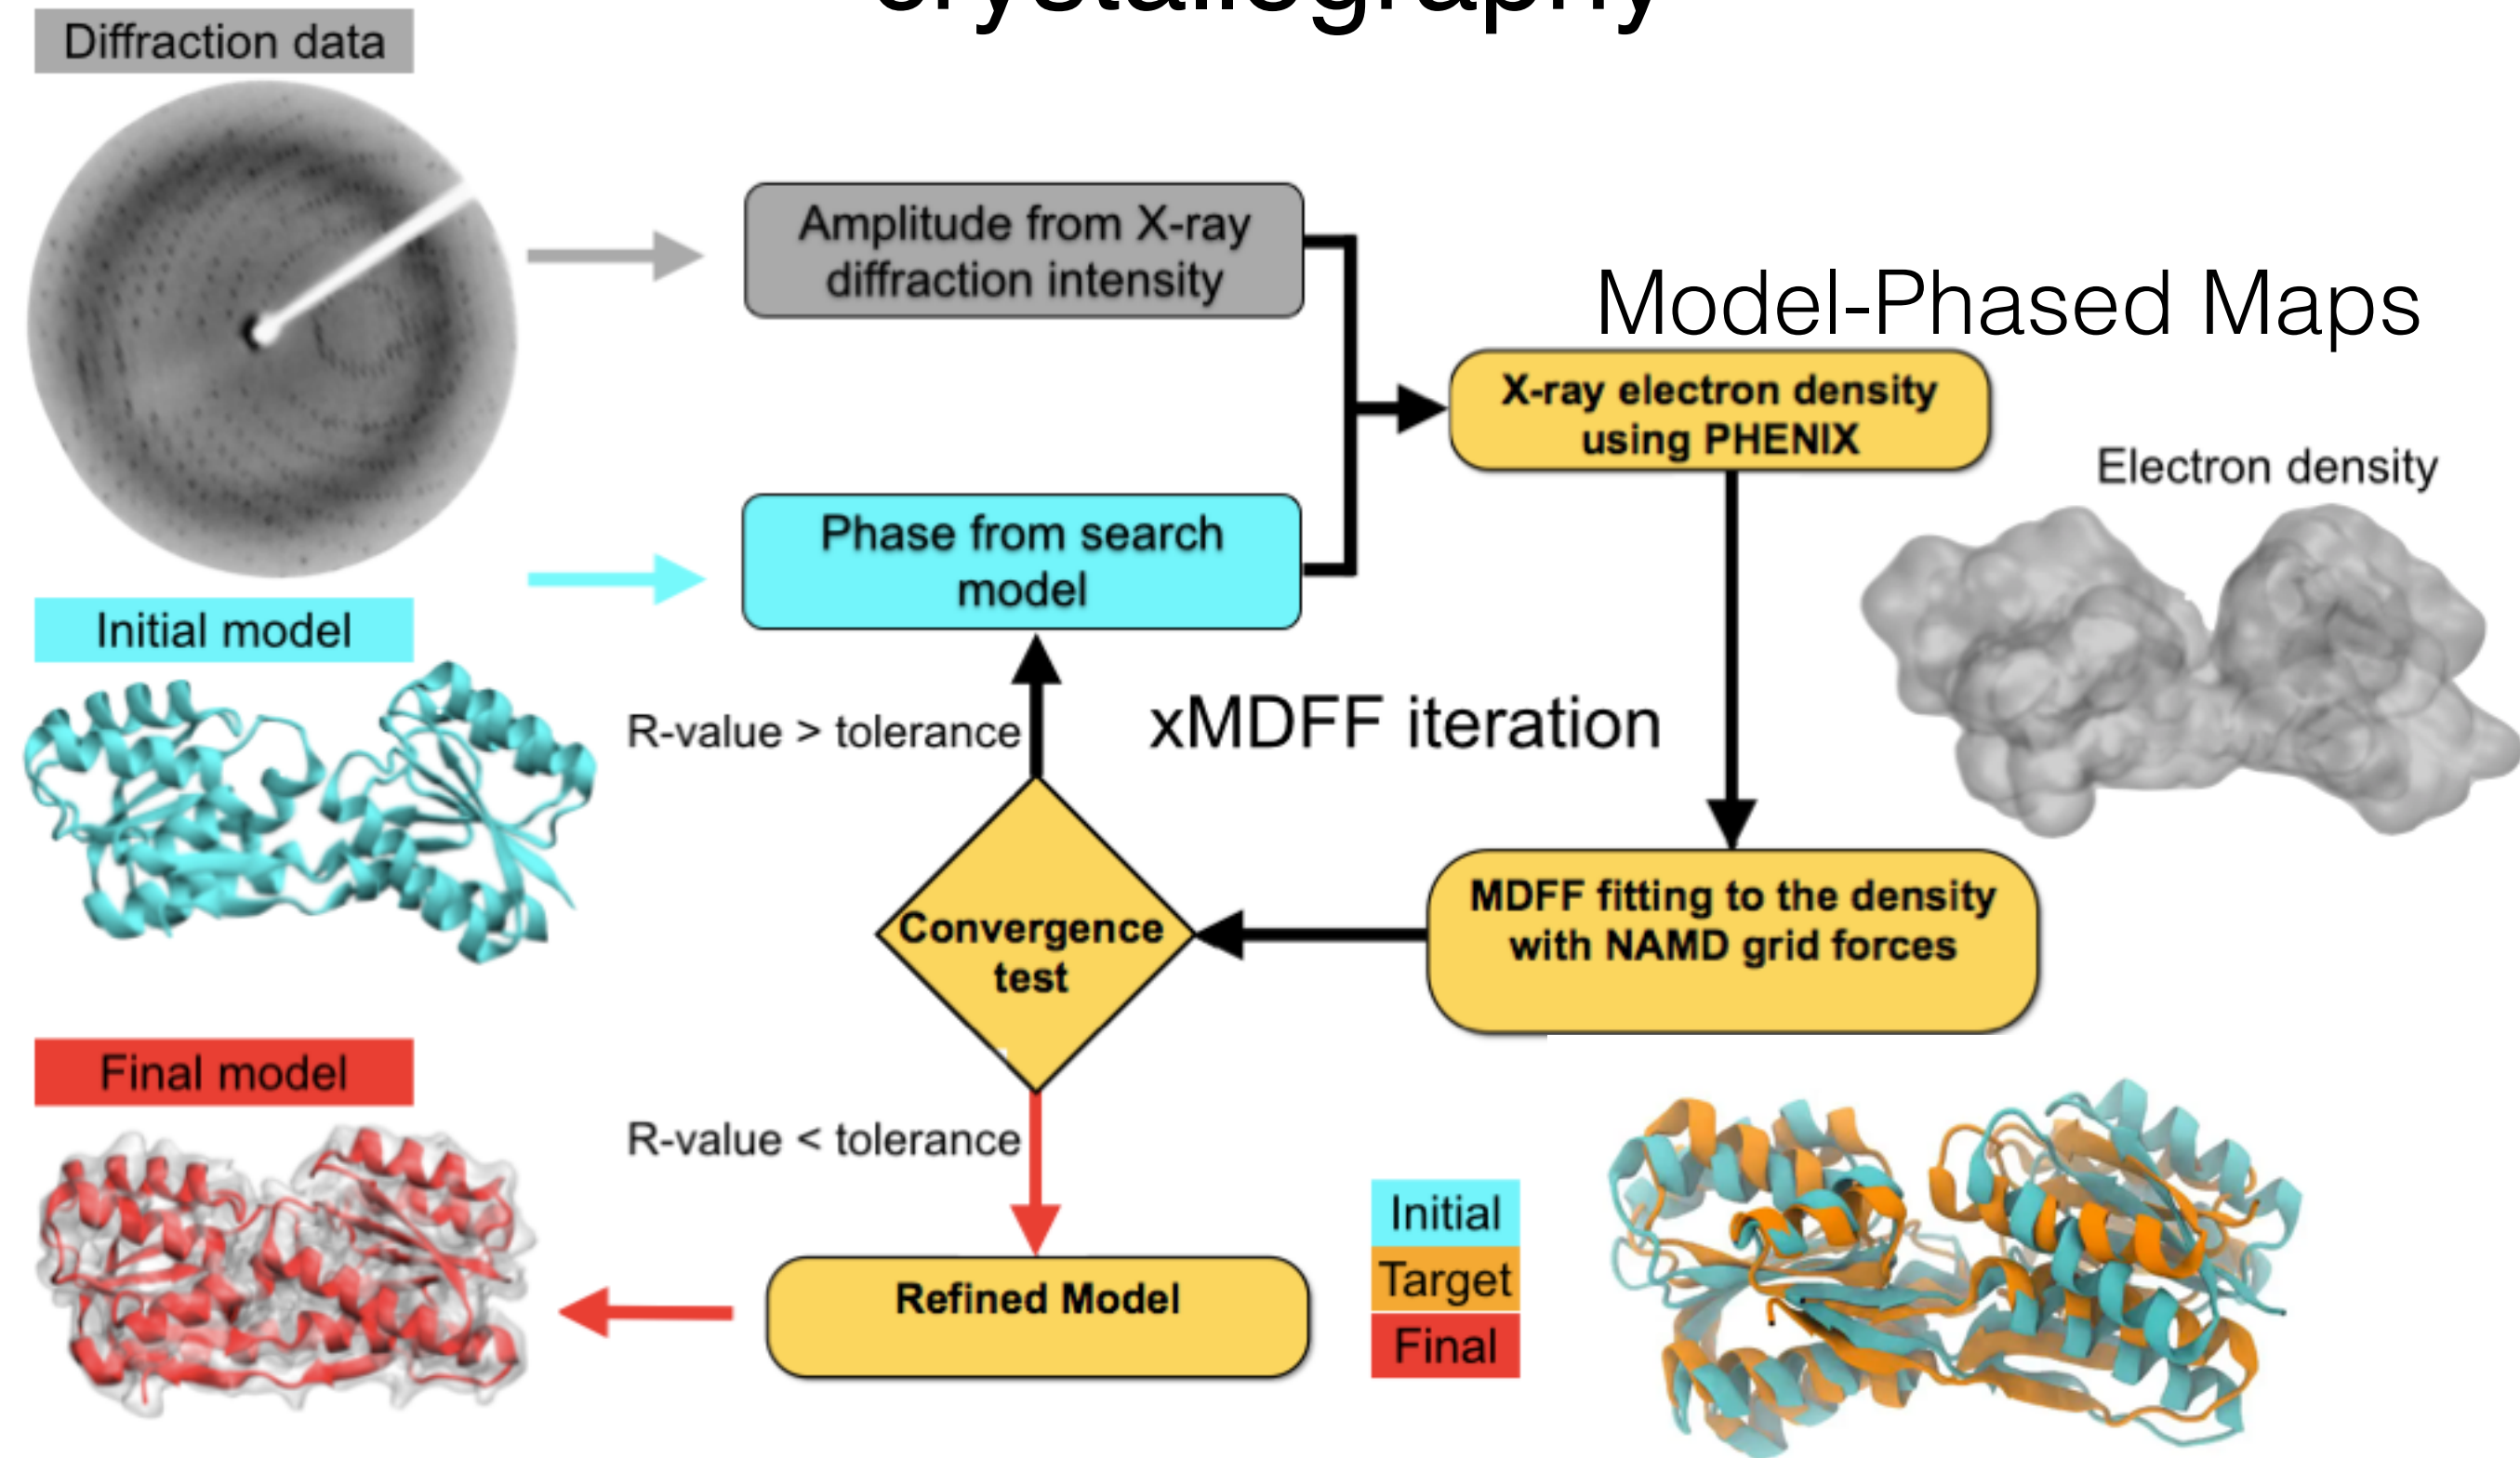 crystallography
Diffraction data
Amplitude from X-ray
diffraction intensity
Model-Phased Maps
X-ray electron density
using PHENIX
Electron density
Phase from search
model
Initial model
R-value > tolerance
xMDFF iteration
MDFF fitting to the density
with NAMD grid forces
Convergence
test
Final model
R-value < tolerance
Refined Model
Initial
Target
Final